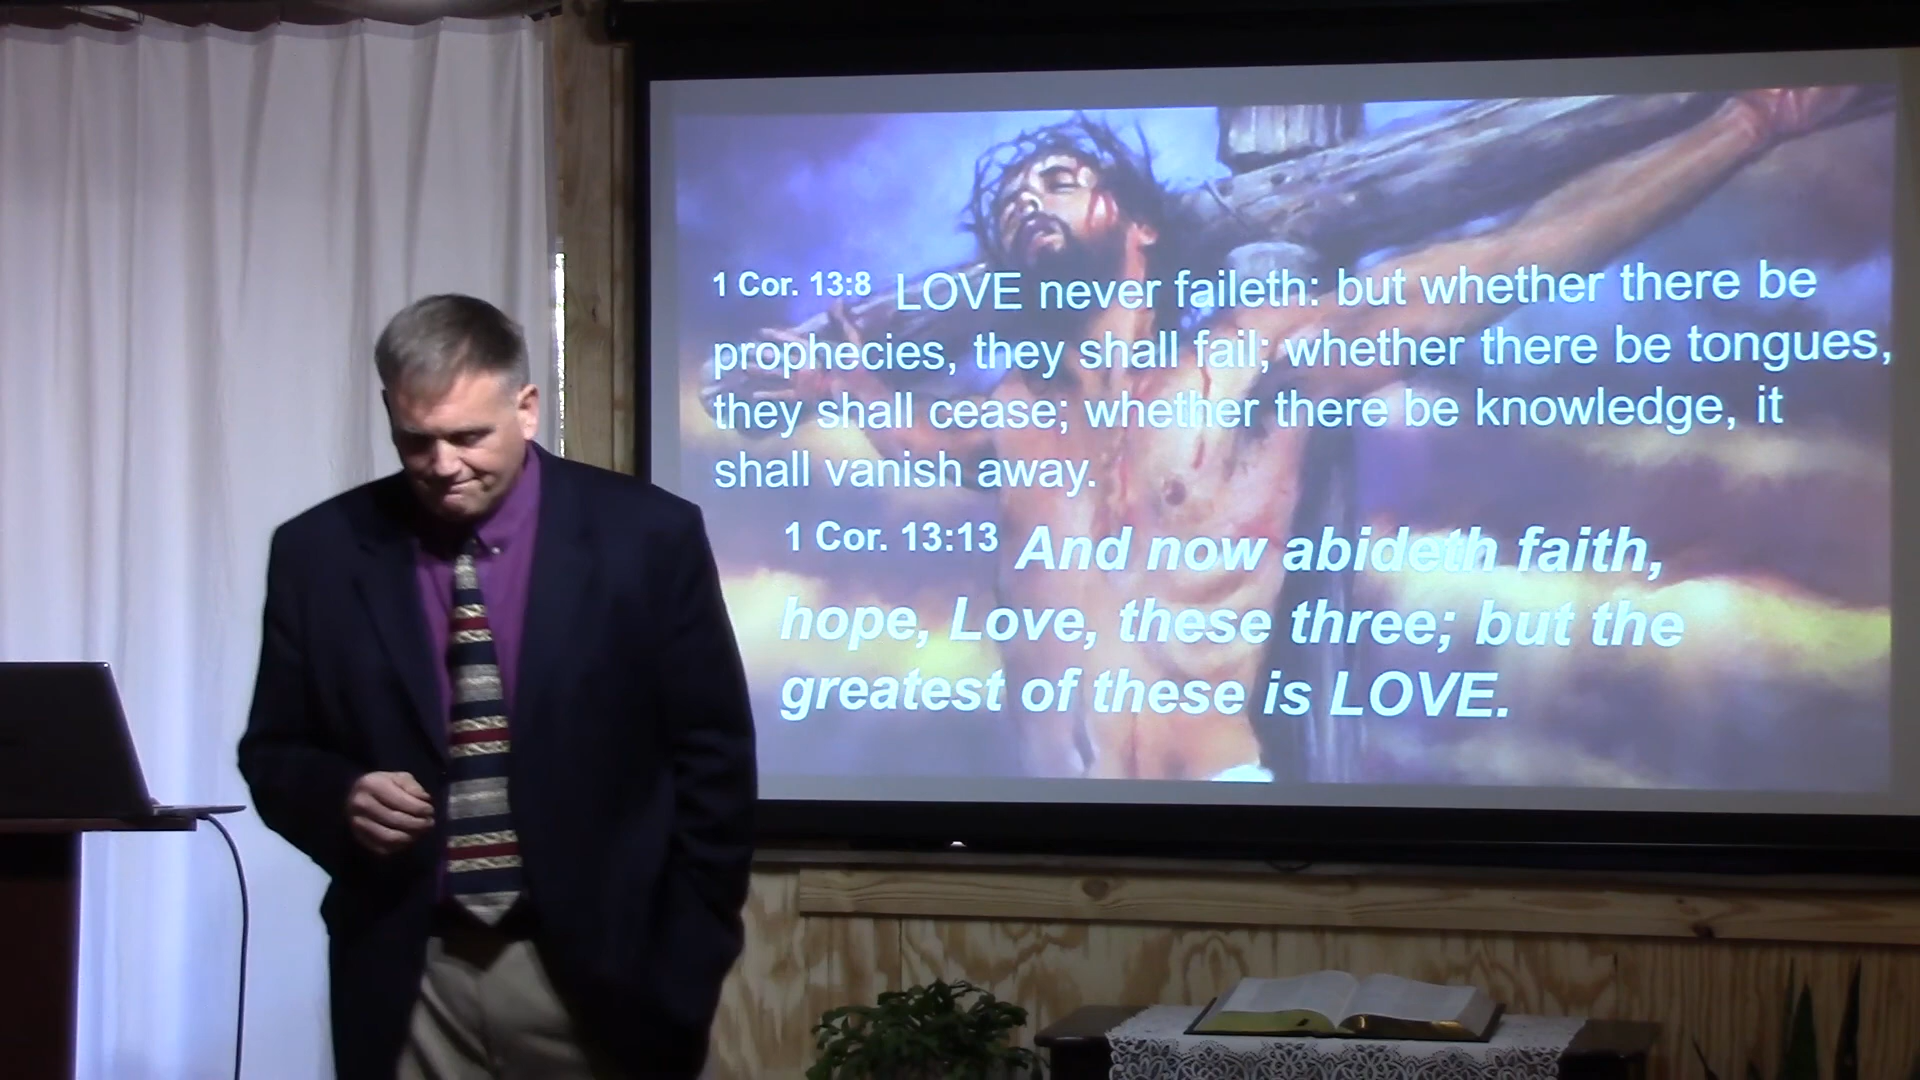 1 Cor. 13:8 LOVE never faileth: but whether there be
prophecies, they shall fail; whether there be tongues,
they shall cease; whether there be knowledge, it
shall vanish away.
1 Cor. 13:13 And now abideth faith,
hope, Love, these three; but the
greatest of these is LOVE.